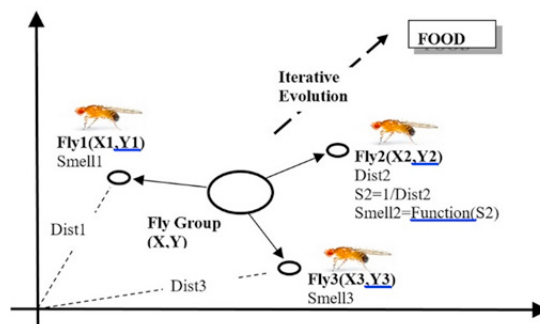 FOOD
Iterative
Evolution
Fly1(X1,Y1)
Smell1
Fly2(X2,Y2)
Dist2
S2=1/Dist2
Smell2=Function(S2)
Fly Group
(X,Y)
Dist1
Dist3
Fly3(X3,Y3)
Smell3